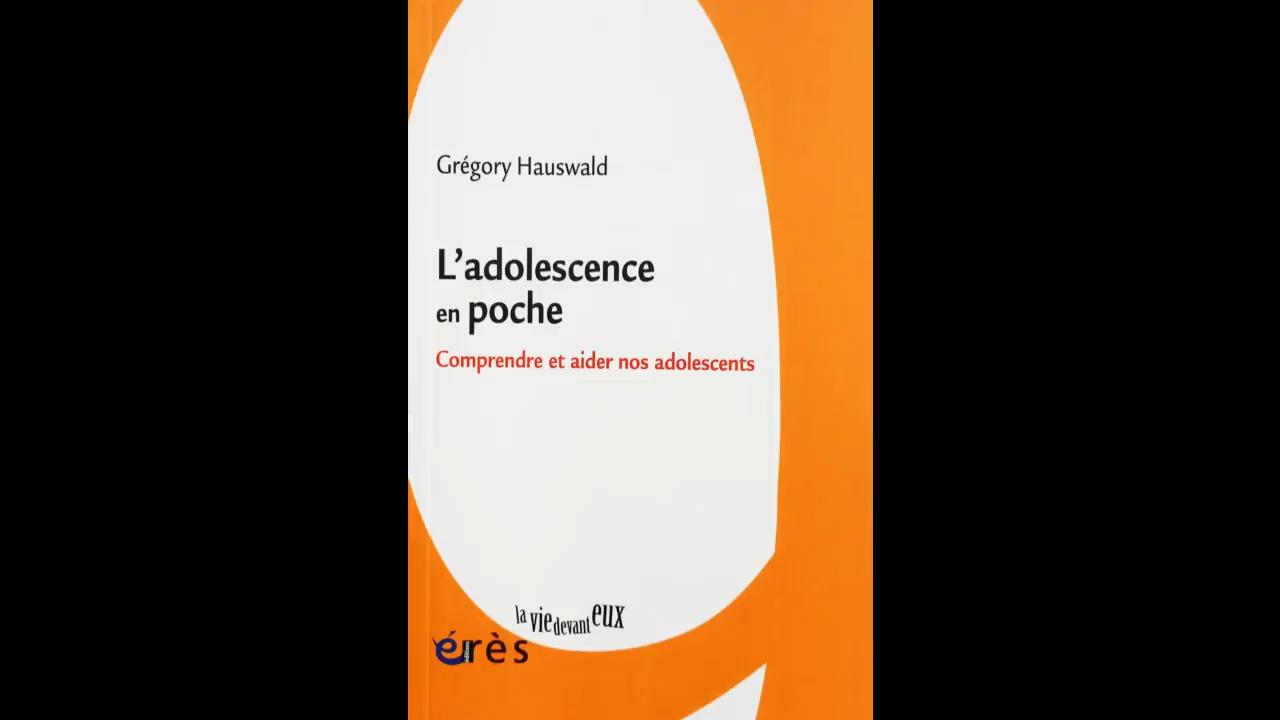 Grégory Hauswald
L'adolescence
en poche
Comprendre et aider nos adolescents
la vie devant eux
érès